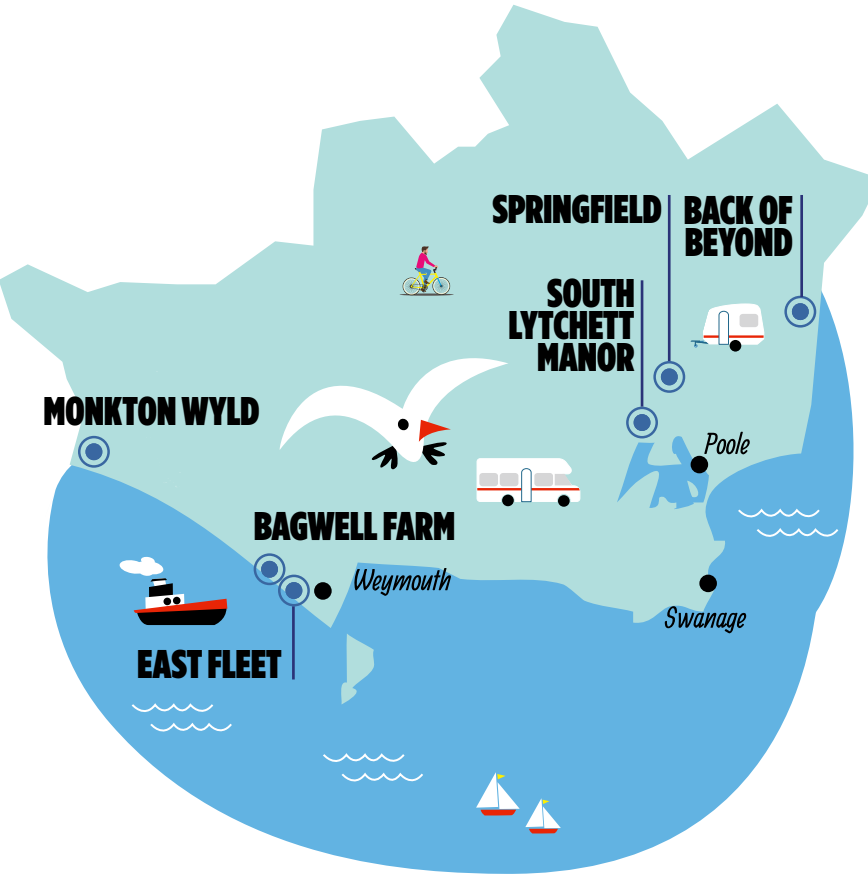 SPRINGFIELD
BACK OF
BEYOND
SOUTH
LYTCHETT
MANOR
MONKTON WYLD
Poole
BAGWELL FARM
Weymouth
Swanage
EAST FLEET